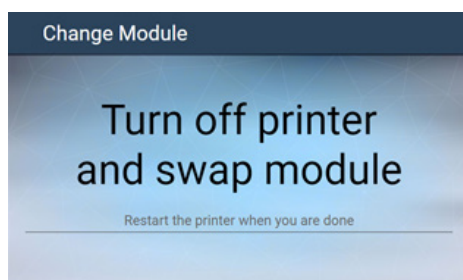 Change Module
Turn off printer
and swap module
Restart the printer when you are done